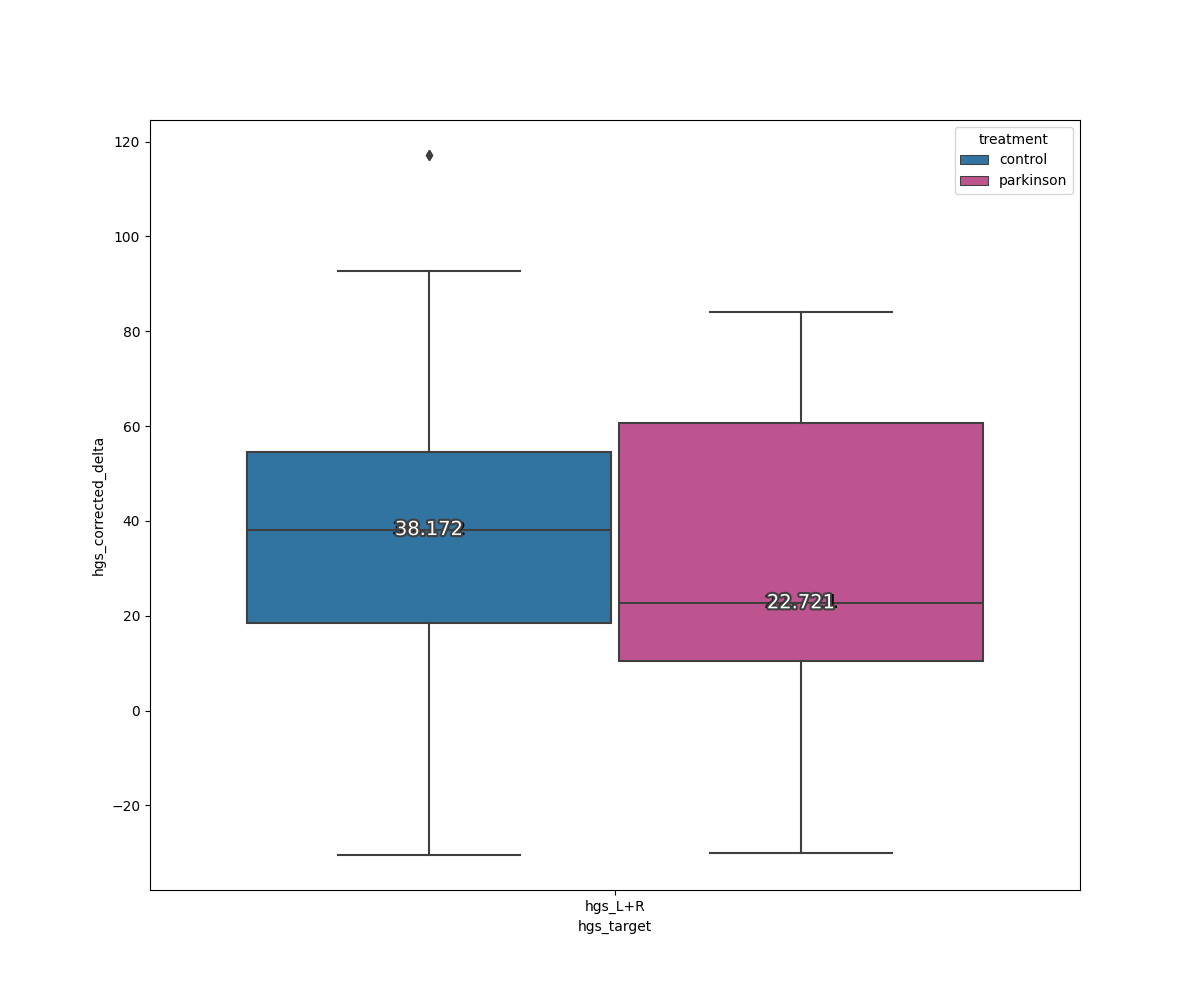 treatment
control
parkinson
120
100
80
60
40
20
0
−20
hgs_corrected_delta
38.172
22.721
hgs_L+R
hgs_target